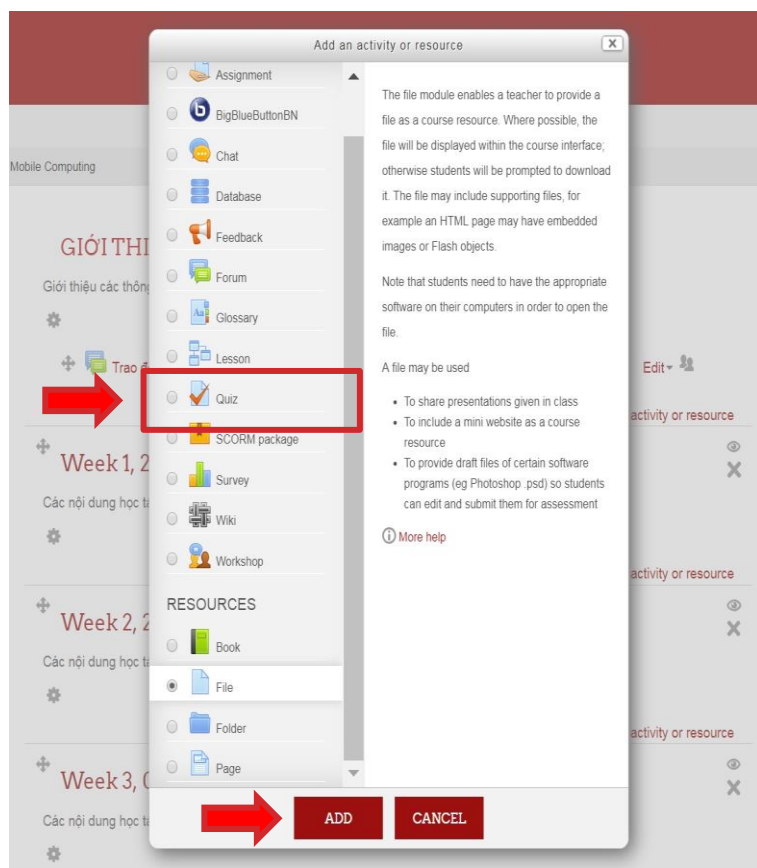 Add an activity or resource
x
Assignment
BigBlueButtonBN
Chat
Database
Feedback
Forum
Glossary
Lesson
Quiz
SCORM package
Survey
Wiki
Workshop
RESOURCES
Book
File
Folder
Page
The file module enables a teacher to provide a
file as a course resource. Where possible, the
file will be displayed within the course interface;
otherwise students will be prompted to download
it. The file may include supporting files, for
example an HTML page may have embedded
images or Flash objects.
Note that students need to have the appropriate
software on their computers in order to open the
file.
A file may be used
• To share presentations given in class
• To include a mini website as a course
resource
• To provide draft files of certain software
programs (eg Photoshop .psd) so students
can edit and submit them for assessment
More help
ADD
CANCEL
Mobile Computing
GIỚI THI
Giới thiệu các thông
Trao đ
Edit
activity or resource
Week 1, 2
Các nội dung học tậ
activity or resource
Week 2, 2
Các nội dung học tậ
activity or resource
Week 3, 0
Các nội dung học tậ